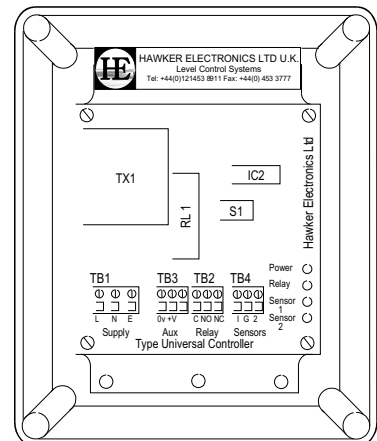 HE
HAWKER ELECTRONICS LTD U.K.
Level Control Systems
Tel: +44(0)121453 8911 Fax: +44(0) 453 3777
TX1
RL 1
IC2
S1
Hawker Electronics Ltd
Power
Relay
Sensor
1
Sensor
2
TB1 TB3 TB2 TB4
L N E 0v +V C NO NC I G 2
Supply Aux Relay Sensors
Type Universal Controller